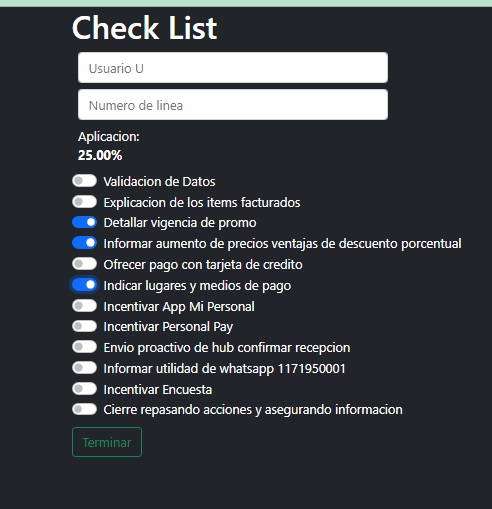 Check List
Usuario U
Numero de linea
Aplicacion:
25.00%
Validacion de Datos
Explicacion de los items facturados
Detallar vigencia de promo
Informar aumento de precios ventajas de descuento porcentual
Ofrecer pago con tarjeta de credito
Indicar lugares y medios de pago
Incentivar App Mi Personal
Incentivar Personal Pay
Envio proactivo de hub confirmar recepcion
Informar utilidad de whatsapp 1171950001
Incentivar Encuesta
Cierre repasando acciones y asegurando informacion
Terminar